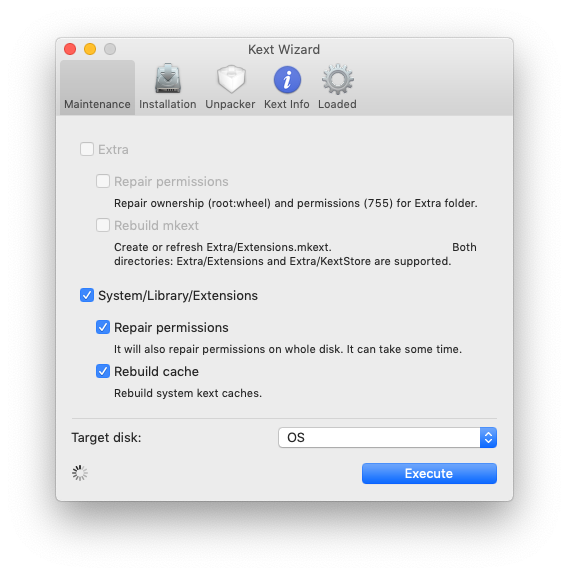 Kext Wizard
Maintenance Installation Unpacker Kext Info Loaded
Extra
Repair permissions
Repair ownership (root:wheel) and permissions (755) for Extra folder.
Rebuild mkext
Create or refresh Extra/Extensions.mkext. Both
directories: Extra/Extensions and Extra/KextStore are supported.
System/Library/Extensions
Repair permissions
It will also repair permissions on whole disk. It can take some time.
Rebuild cache
Rebuild system kext caches.
Target disk: OS
Execute